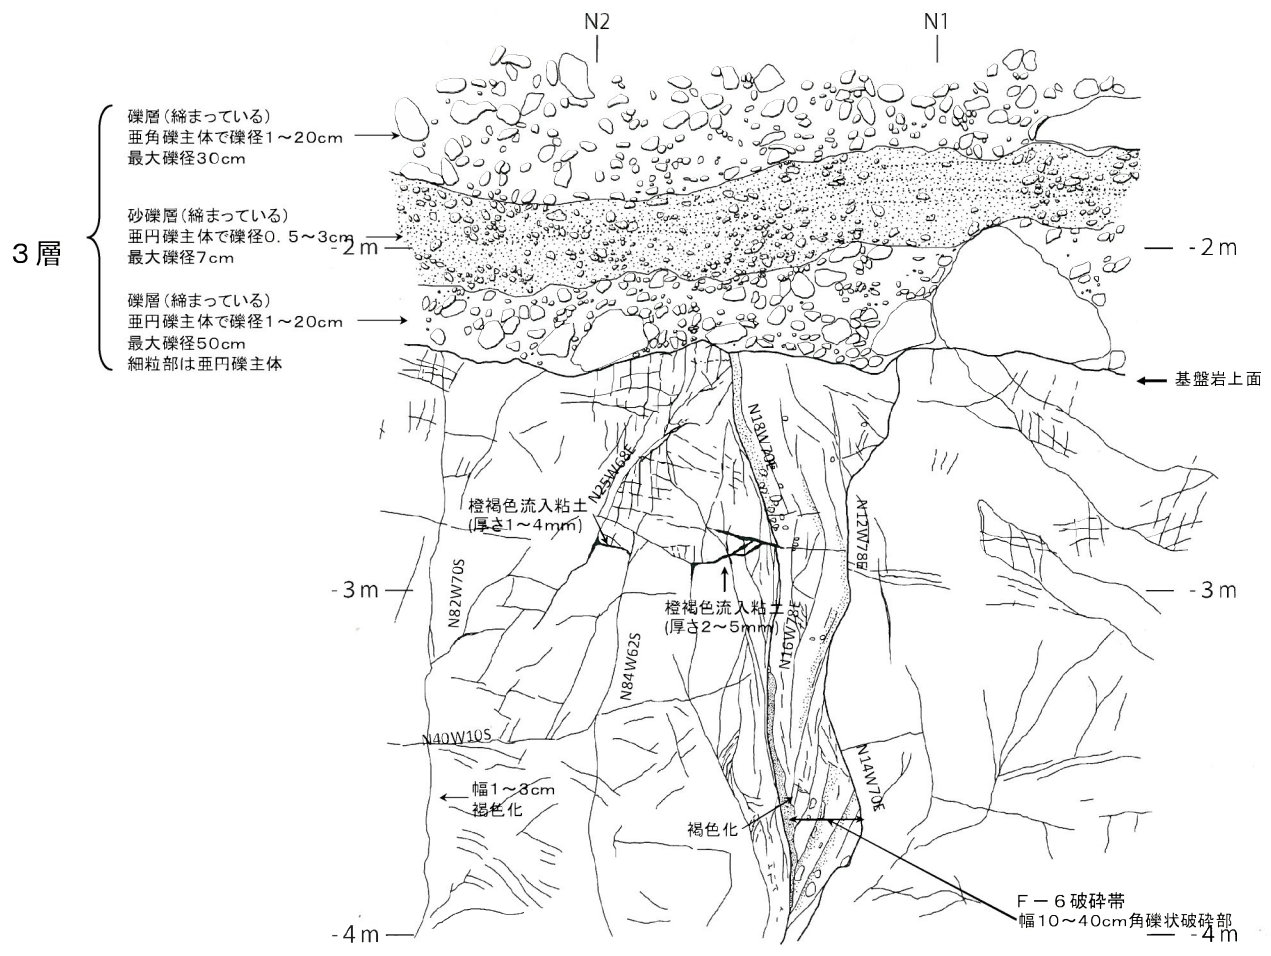 N2
N1
礫層(締まっている)
亜角礫主体で礫径1～20cm
最大礫径30cm
砂礫層(締まっている)
亜円礫主体で礫径0.5～3cm
最大礫径7cm
3層
-2m
-2m
礫層(締まっている)
亜円礫主体で礫径1～20cm
最大礫径50cm
細粒部は亜円礫主体
基盤岩上面
N18W70E
N25W68E
橙褐色流入粘土
(厚さ1～4mm)
N12W78E
-3m
-3m
N82W70S
橙褐色流入粘土
(厚さ2～5mm)
N16W78E
N84W62S
N40W10S
N14W70E
幅1～3cm
褐色化
褐色化
F－6破砕帯
幅10～40cm角礫状破砕部
-4m
-4m